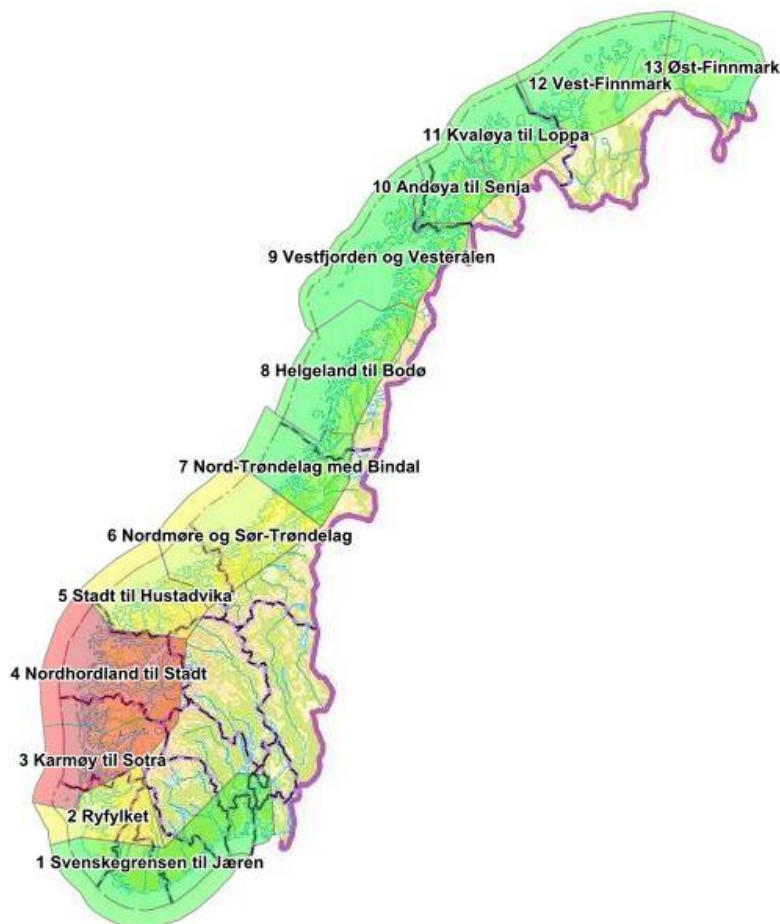 13 Øst-Finnmark
12 Vest-Finnmark
11 Kvaløya til Loppa
10 Andøya til Senja
9 Vestfjorden og Vesterålen
8 Helgeland til Bodø
7 Nord-Trøndelag med Bindal
6 Nordmøre og Sør-Trøndelag
5 Stadt til Hustadvika
4 Nordhordland til Stadt
3 Karmøy til Sotra
2 Ryfylket
1 Svenskegrensen til Jæren